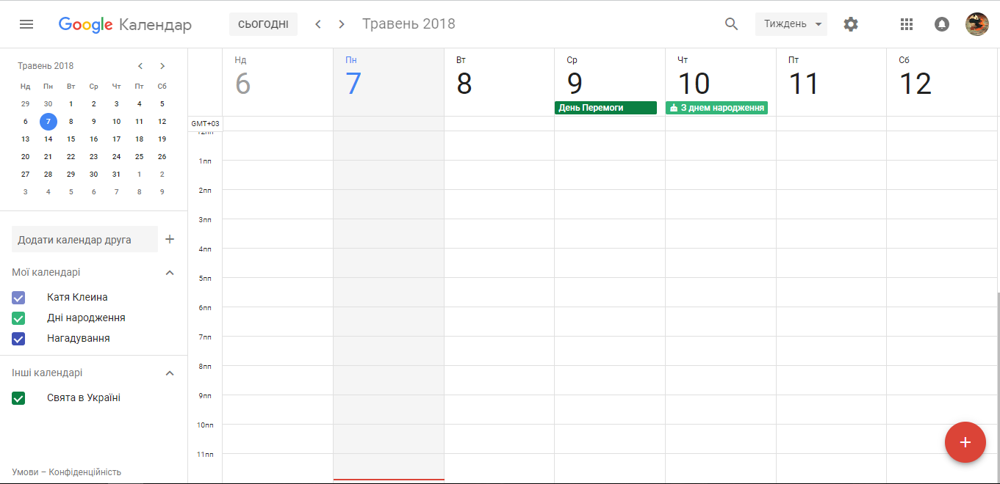 Google Календар СЬОГОДНІ Травень 2018 Тиждень
Травень 2018
Нд Пн Вт Ср Чт Пт Сб
29 30 1 2 3 4 5
6 7 8 9 10 11 12
13 14 15 16 17 18 19
20 21 22 23 24 25 26
27 28 29 30 31 1 2
3 4 5 6 7 8 9
Додати календар друга
Мої календарі
Катя Клеина
Дні народження
Нагадування
Інші календарі
Свята в Україні
Умови – Конфіденційність
Нд Пн Вт Ср Чт Пт Сб
6 7 8 9 10 11 12
День Перемоги З днем народження
GMT+03
12пп
1пп
2пп
3пп
4пп
5пп
6пп
7пп
8пп
9пп
10пп
11пп